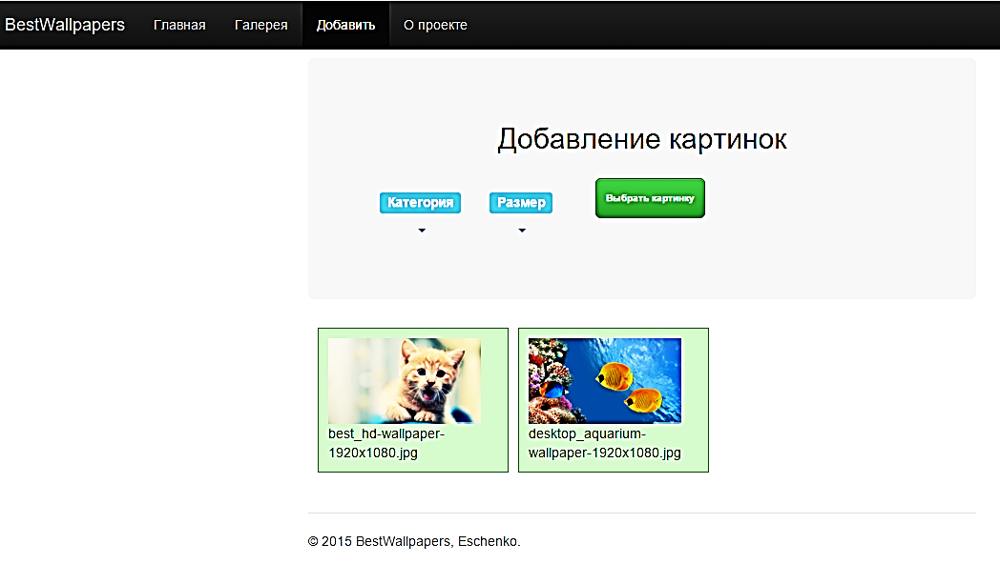 BestWallpapers Главная Галерея Добавить О проекте
Добавление картинок
Категория Размер Выбрать картинку
best_hd-wallpaper-
1920x1080.jpg
desktop_aquarium-
wallpaper-1920x1080.jpg
© 2015 BestWallpapers, Eschenko.